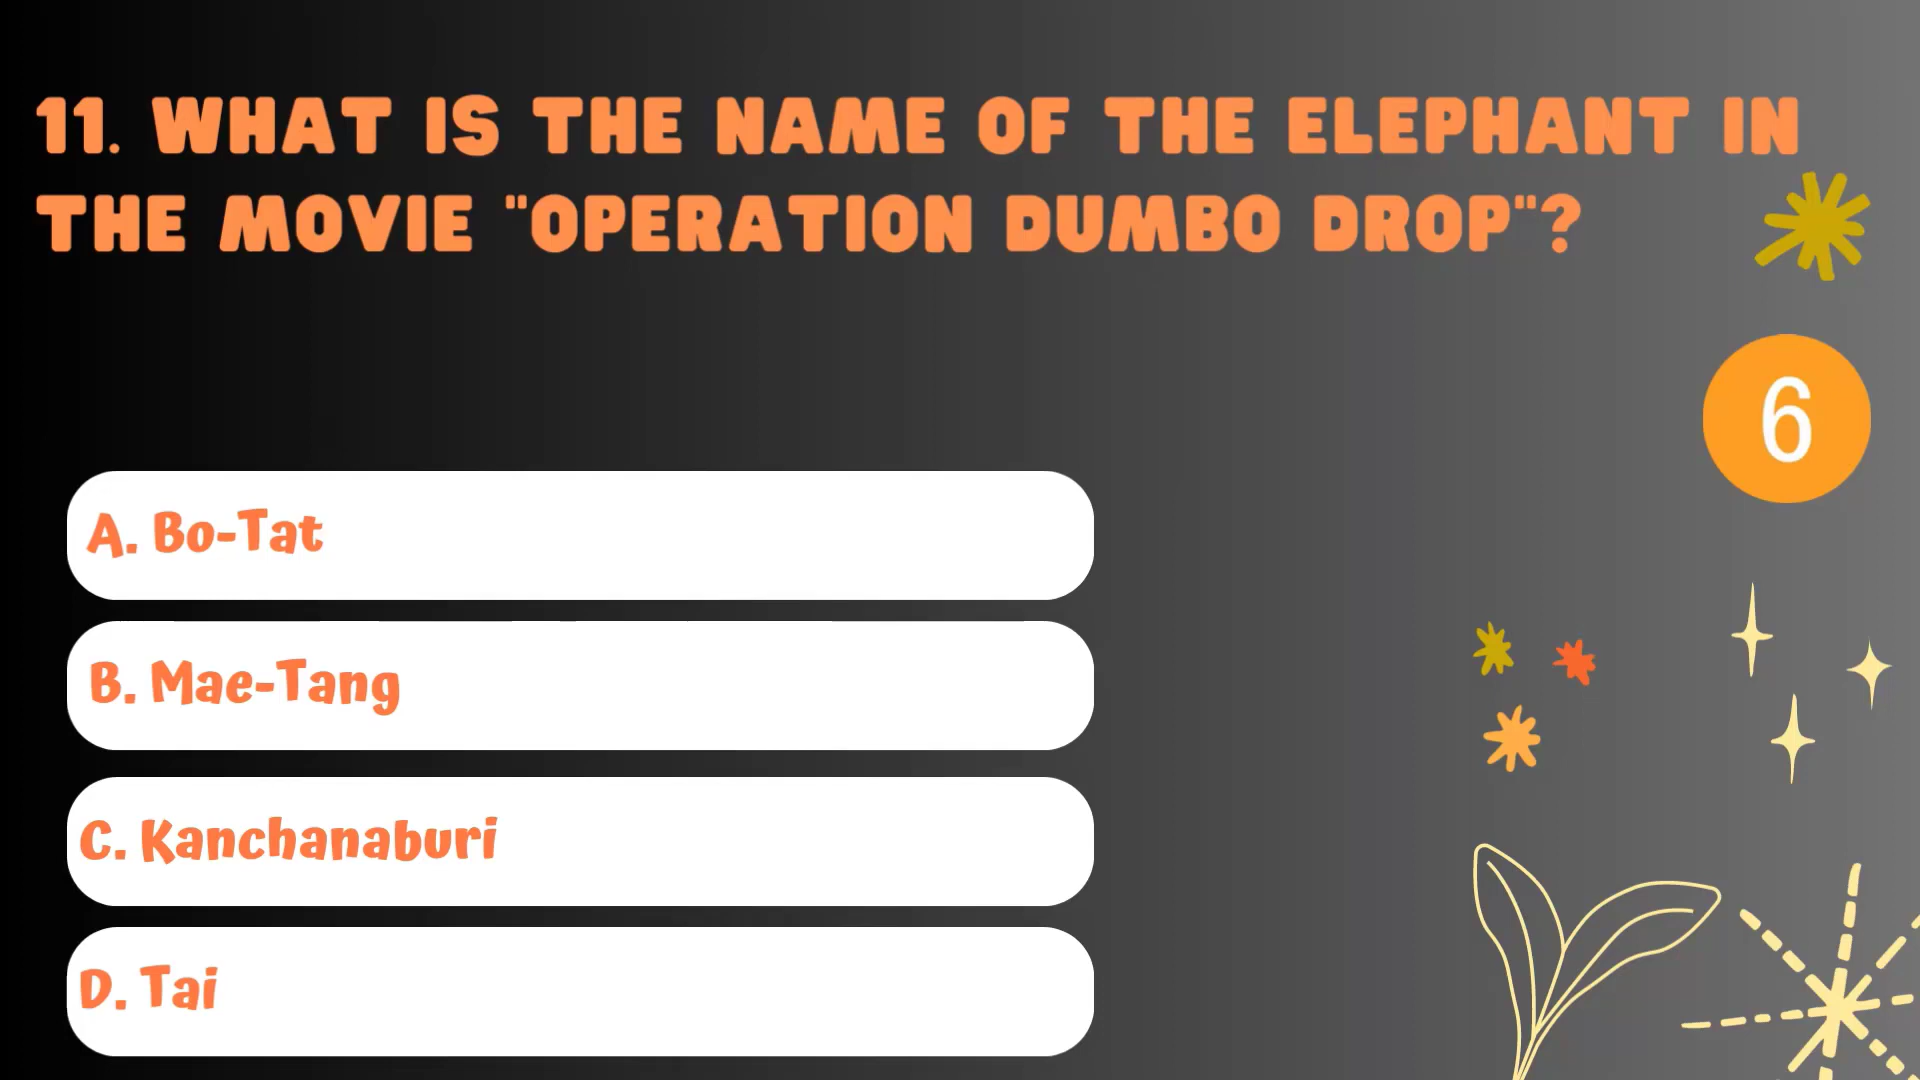 11. WHAT IS THE NAME OF THE ELEPHANT IN
THE MOVIE "OPERATION DUMBO DROP"?
6
A. Bo-Tat
B. Mae-Tang
C. Kanchanaburi
D. Tai